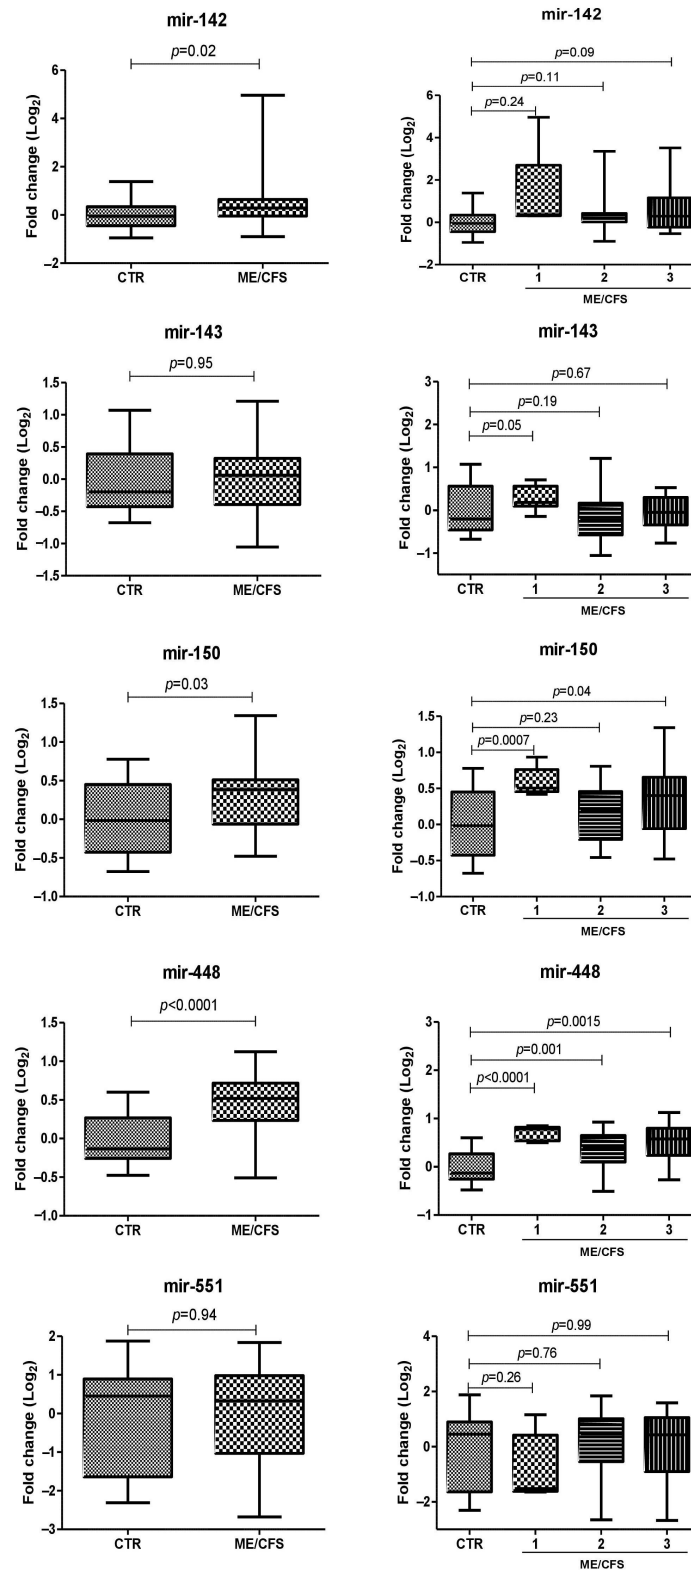 mir-142
p=0.02
Fold change (Log2)
6
4
2
0
–2
CTR
ME/CFS
mir-142
p=0.09
p=0.11
p=0.24
Fold change (Log2)
6
4
2
0
–2
CTR
1
2
3
ME/CFS
mir-143
p=0.95
Fold change (Log2)
1.5
1.0
0.5
0.0
–0.5
–1.0
–1.5
CTR
ME/CFS
mir-143
p=0.67
p=0.19
p=0.05
Fold change (Log2)
3
2
1
0
–1
CTR
1
2
3
ME/CFS
mir-150
p=0.03
Fold change (Log2)
1.5
1.0
0.5
0.0
–0.5
–1.0
CTR
ME/CFS
mir-150
p=0.04
p=0.23
p=0.0007
Fold change (Log2)
1.5
1.0
0.5
0.0
–0.5
–1.0
CTR
1
2
3
ME/CFS
mir-448
p<0.0001
Fold change (Log2)
1.5
1.0
0.5
0.0
–0.5
–1.0
CTR
ME/CFS
mir-448
p=0.0015
p=0.001
p<0.0001
Fold change (Log2)
3
2
1
0
–1
CTR
1
2
3
ME/CFS
mir-551
p=0.94
Fold change (Log2)
2
1
0
–1
–2
–3
CTR
ME/CFS
mir-551
p=0.99
p=0.76
p=0.26
Fold change (Log2)
4
2
0
–2
CTR
1
2
3
ME/CFS